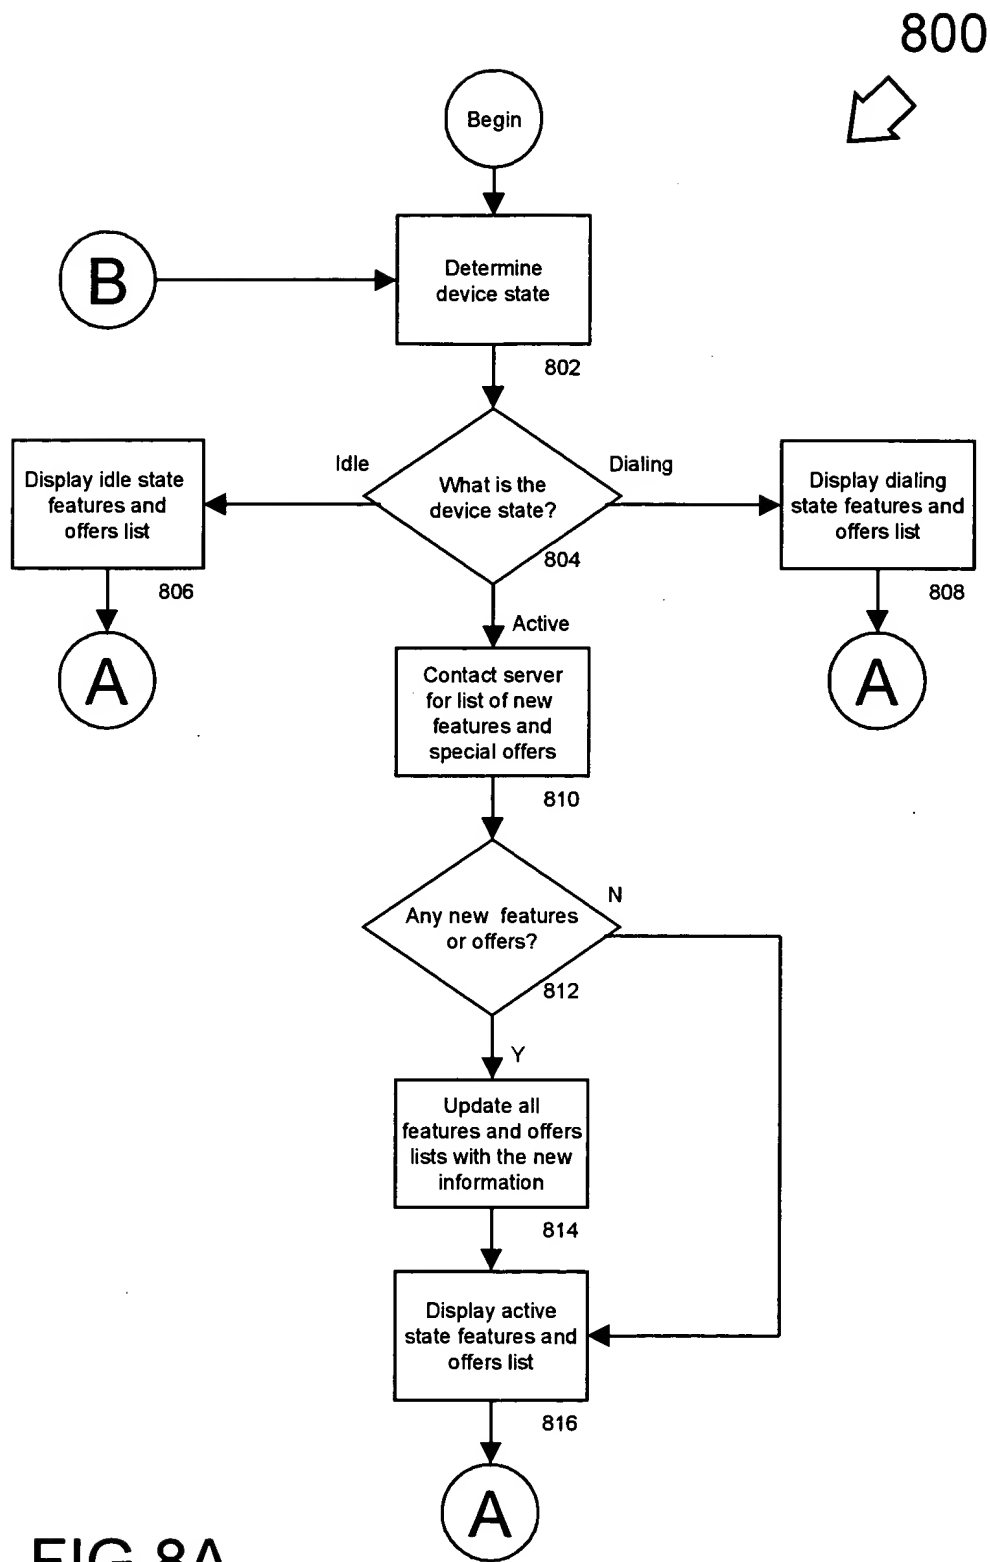 800
Begin
B
Determine
device state
802
Idle
Dialing
Display idle state
features and
offers list
What is the
device state?
Display dialing
state features and
offers list
804
806
808
Active
A
A
Contact server
for list of new
features and
special offers
810
N
Any new features
or offers?
812
Y
Update all
features and offers
lists with the new
information
814
Display active
state features and
offers list
816
A
FIG 8A